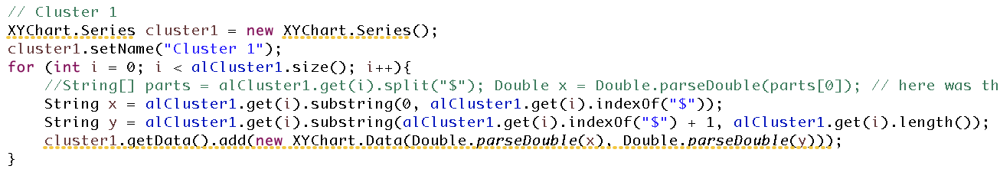 // Cluster 1
XYChart.Series cluster1 = new XYChart.Series();
cluster1.setName("Cluster 1");
for (int i = 0; i < alCluster1.size(); i++){
//String[] parts = alCluster1.get(i).split("$"); Double x = Double.parseDouble(parts[0]); // here was th
String x = alCluster1.get(i).substring(0, alCluster1.get(i).indexOf("$"));
String y = alCluster1.get(i).substring(alCluster1.get(i).indexOf("$") + 1, alCluster1.get(i).length());
cluster1.getData().add(new XYChart.Data(Double.parseDouble(x), Double.parseDouble(y)));
}